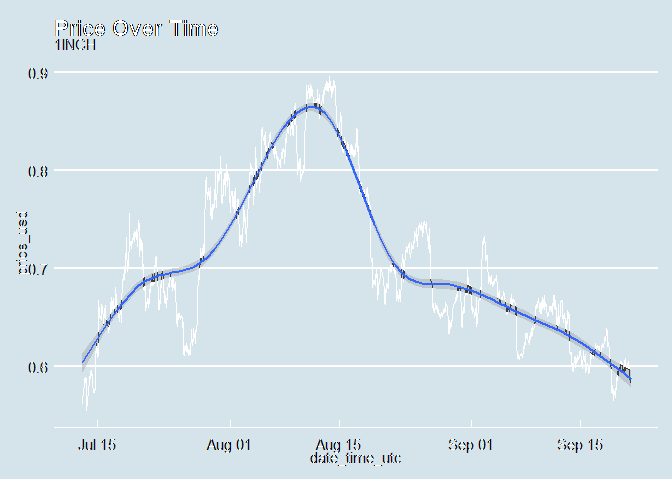 Price Over Time
1INCH
0.9
0.8
0.7
0.6
price_usd
Jul 15 Aug 01 Aug 15 Sep 01 Sep 15
date_time_utc